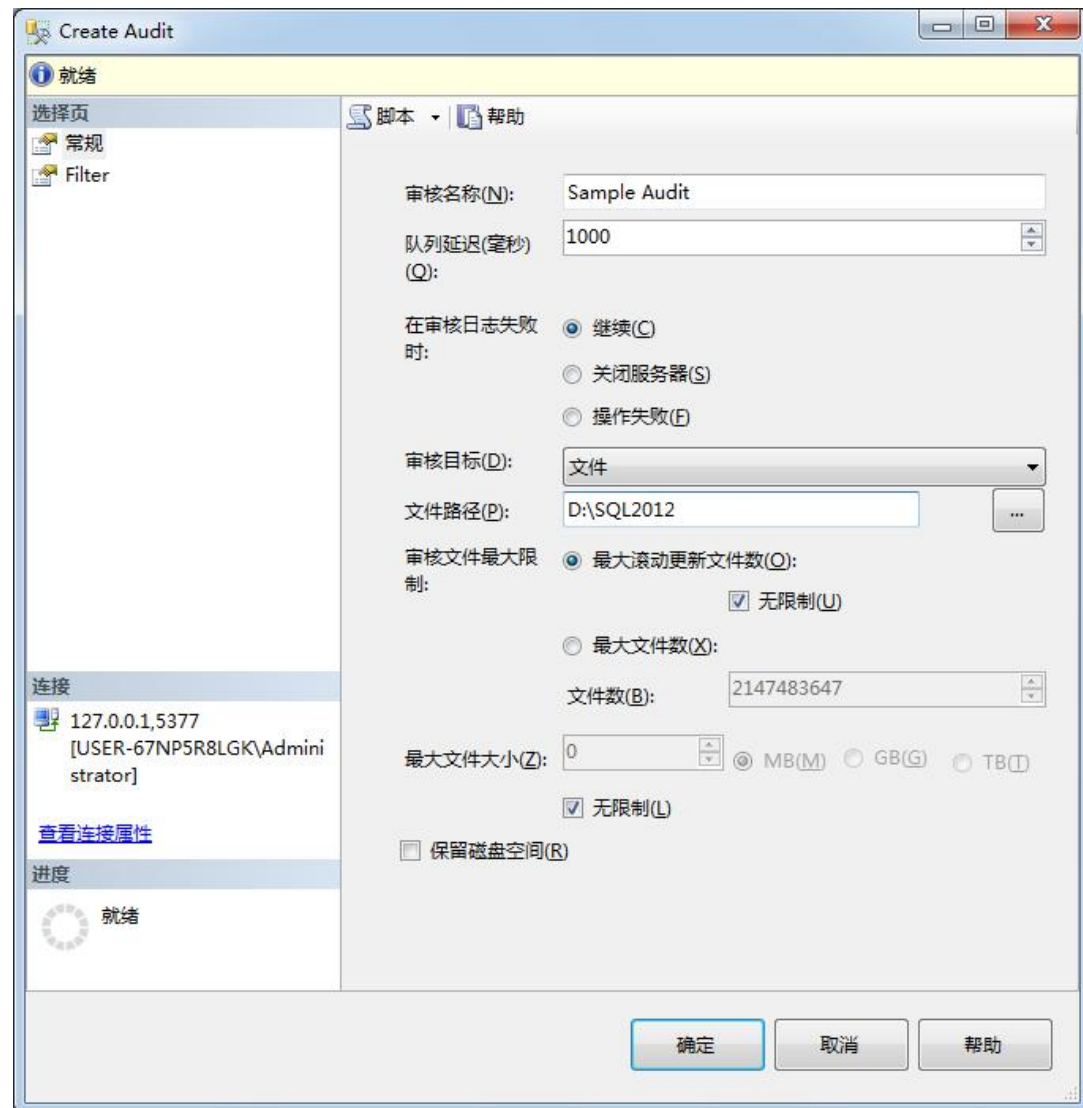 Create Audit
就绪
选择页
常规
Filter
脚本
帮助
审核名称(N):
Sample Audit
队列延迟(毫秒)
(Q):
1000
在审核日志失败
时:
继续(C)
关闭服务器(S)
操作失败(F)
审核目标(D):
文件
文件路径(P):
D:\SQL2012
...
审核文件最大限
制:
最大滚动更新文件数(O):
无限制(U)
最大文件数(X):
文件数(B):
2147483647
最大文件大小(Z):
0
MB(M)
GB(G)
TB(T)
无限制(L)
保留磁盘空间(R)
连接
127.0.0.1,5377
[USER-67NP5R8LGK\Admini
strator]
查看连接属性
进度
就绪
确定
取消
帮助